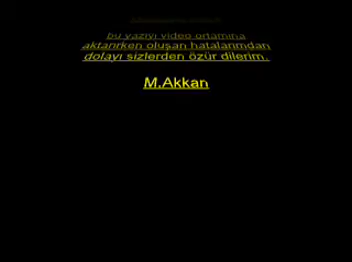 bu yazıyı video ortamına
aktarırken oluşan hatalarımdan
dolayı sizlerden özür dilerim.
M.Akkan